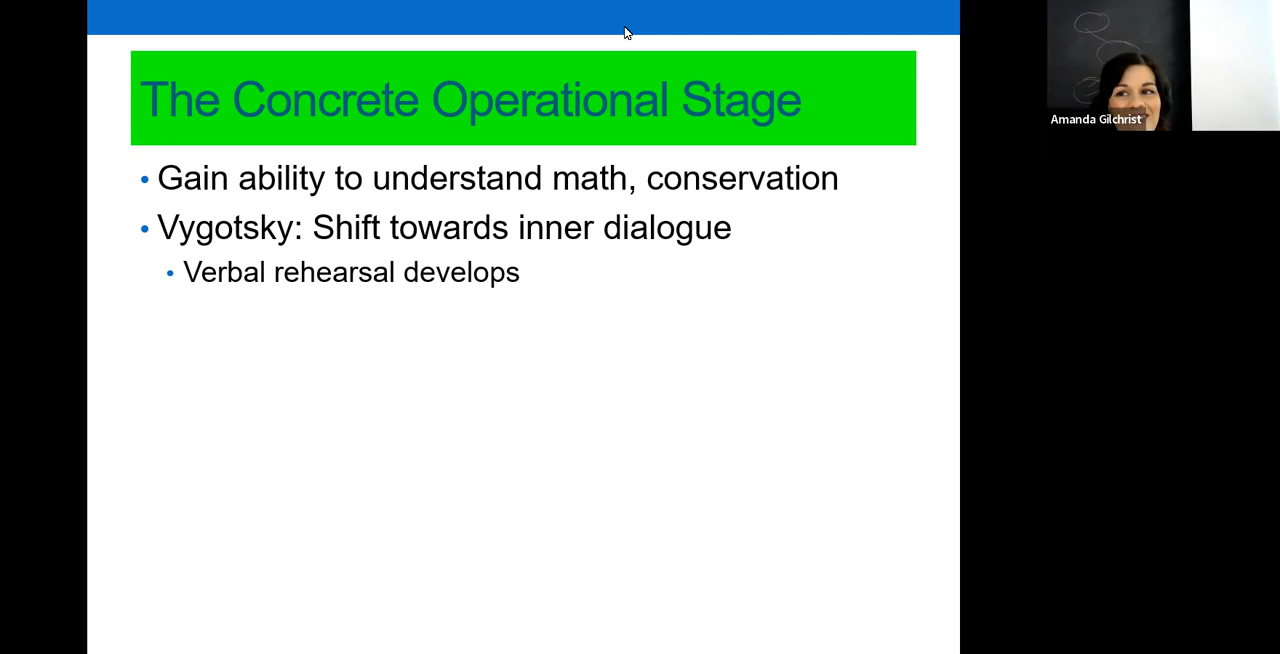 The Concrete Operational Stage
Gain ability to understand math, conservation
Vygotsky: Shift towards inner dialogue
Verbal rehearsal develops
Amanda Gilchrist